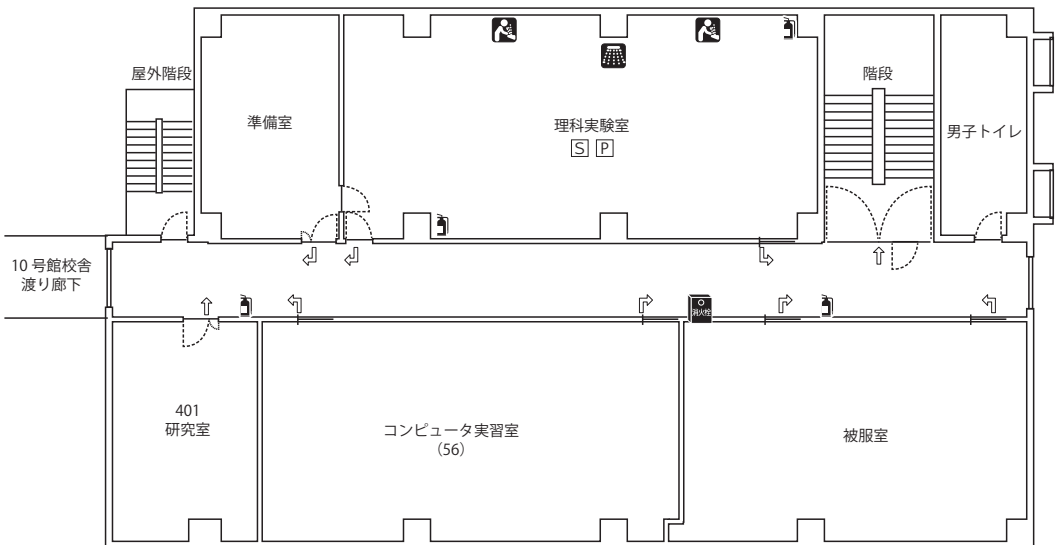 屋外階段
準備室
理科実験室
S P
階段
男子トイレ
10 号館校舎
渡り廊下
消火栓
401
研究室
コンピュータ実習室
(56)
被服室